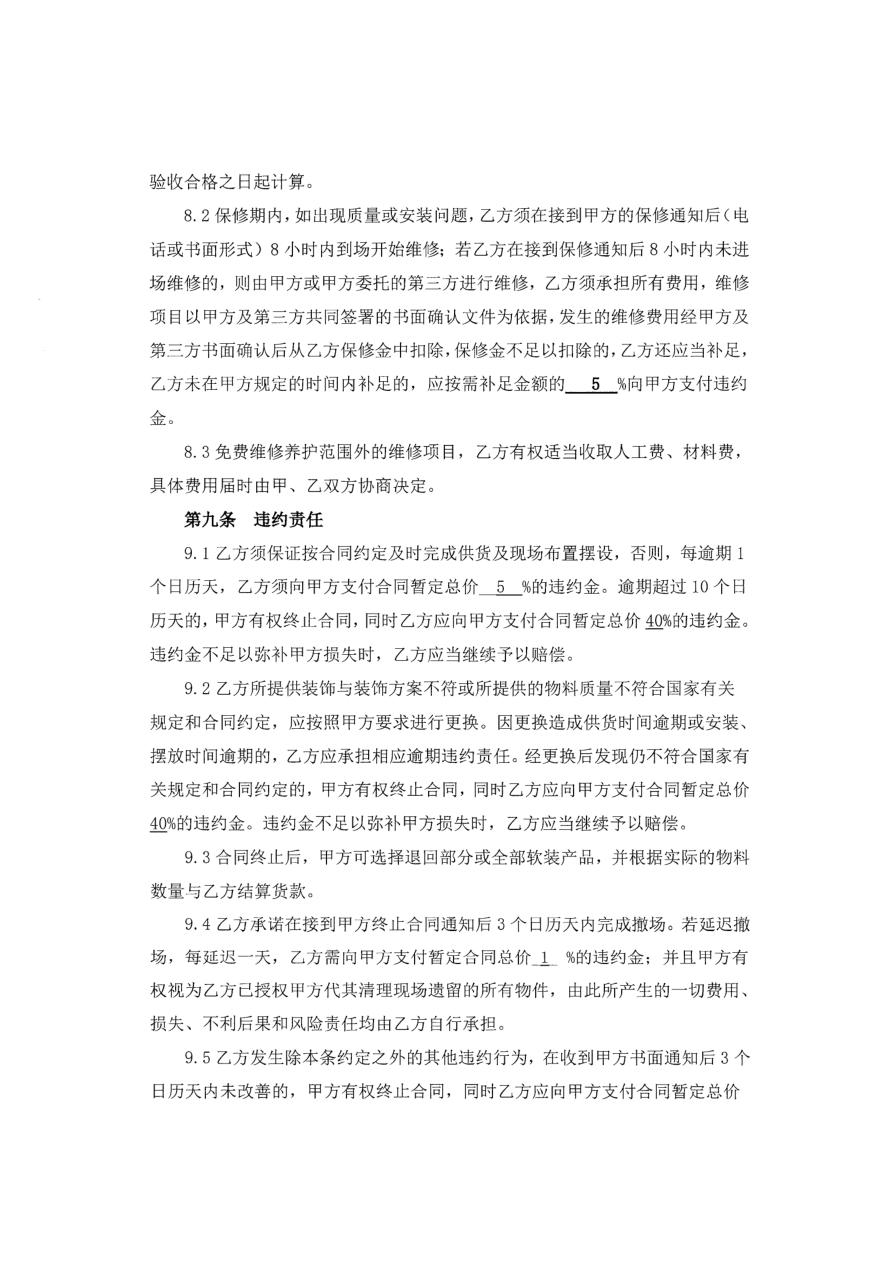 验收合格之日起计算。
8.2 保修期内，如出现质量或安装问题，乙方须在接到甲方的保修通知后（电
话或书面形式）8 小时内到场开始维修；若乙方在接到保修通知后 8 小时内未进
场维修的，则由甲方或甲方委托的第三方进行维修，乙方须承担所有费用，维修
项目以甲方及第三方共同签署的书面确认文件为依据，发生的维修费用经甲方及
第三方书面确认后从乙方保修金中扣除，保修金不足以扣除的，乙方还应当补足，
乙方未在甲方规定的时间内补足的，应按需补足金额的 5 %向甲方支付违约
金。
8.3 免费维修养护范围外的维修项目，乙方有权适当收取人工费、材料费，
具体费用届时由甲、乙双方协商决定。
第九条 违约责任
9.1 乙方须保证按合同约定及时完成供货及现场布置摆设，否则，每逾期 1
个日历天，乙方须向甲方支付合同暂定总价 5 %的违约金。逾期超过 10 个日
历天的，甲方有权终止合同，同时乙方应向甲方支付合同暂定总价 40%的违约金。
违约金不足以弥补甲方损失时，乙方应当继续予以赔偿。
9.2 乙方所提供装饰与装饰方案不符或所提供的物料质量不符合国家有关
规定和合同约定，应按照甲方要求进行更换。因更换造成供货时间逾期或安装、
摆放时间逾期的，乙方应承担相应逾期违约责任。经更换后发现仍不符合国家有
关规定和合同约定的，甲方有权终止合同，同时乙方应向甲方支付合同暂定总价
40%的违约金。违约金不足以弥补甲方损失时，乙方应当继续予以赔偿。
9.3 合同终止后，甲方可选择退回部分或全部软装产品，并根据实际的物料
数量与乙方结算货款。
9.4 乙方承诺在接到甲方终止合同通知后 3 个日历天内完成撤场。若延迟撤
场，每延迟一天，乙方需向甲方支付暂定合同总价 1 %的违约金；并且甲方有
权视为乙方已授权甲方代其清理现场遗留的所有物件，由此所产生的一切费用、
损失、不利后果和风险责任均由乙方自行承担。
9.5 乙方发生除本条约定之外的其他违约行为，在收到甲方书面通知后 3 个
日历天内未改善的，甲方有权终止合同，同时乙方应向甲方支付合同暂定总价